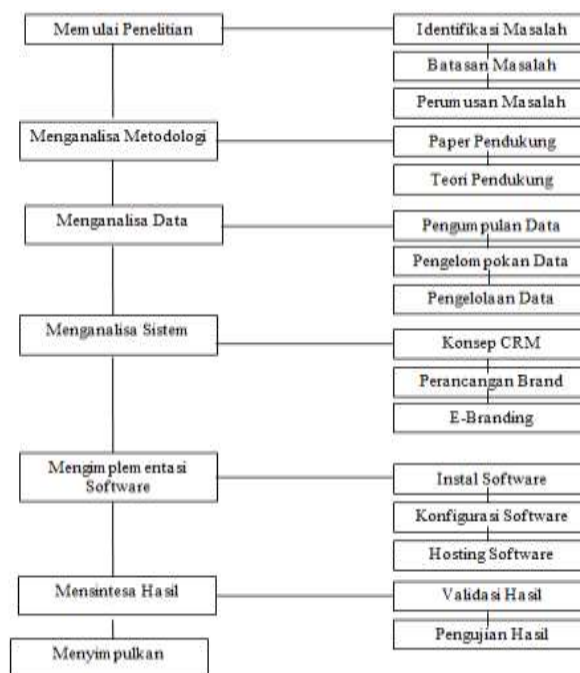 Memulai Penelitian
Identifikasi Masalah
Batasan Masalah
Perumusan Masalah
Menganalisa Metodologi
Paper Pendukung
Teori Pendukung
Menganalisa Data
Pengumpulan Data
Pengelompokan Data
Pengelolaan Data
Menganalisa Sistem
Konsep CRM
Perancangan Brand
E-Branding
Mengimplementasi
Software
Instal Software
Konfigurasi Software
Hosting Software
Mensintesa Hasil
Validasi Hasil
Pengujian Hasil
Menyimpulkan